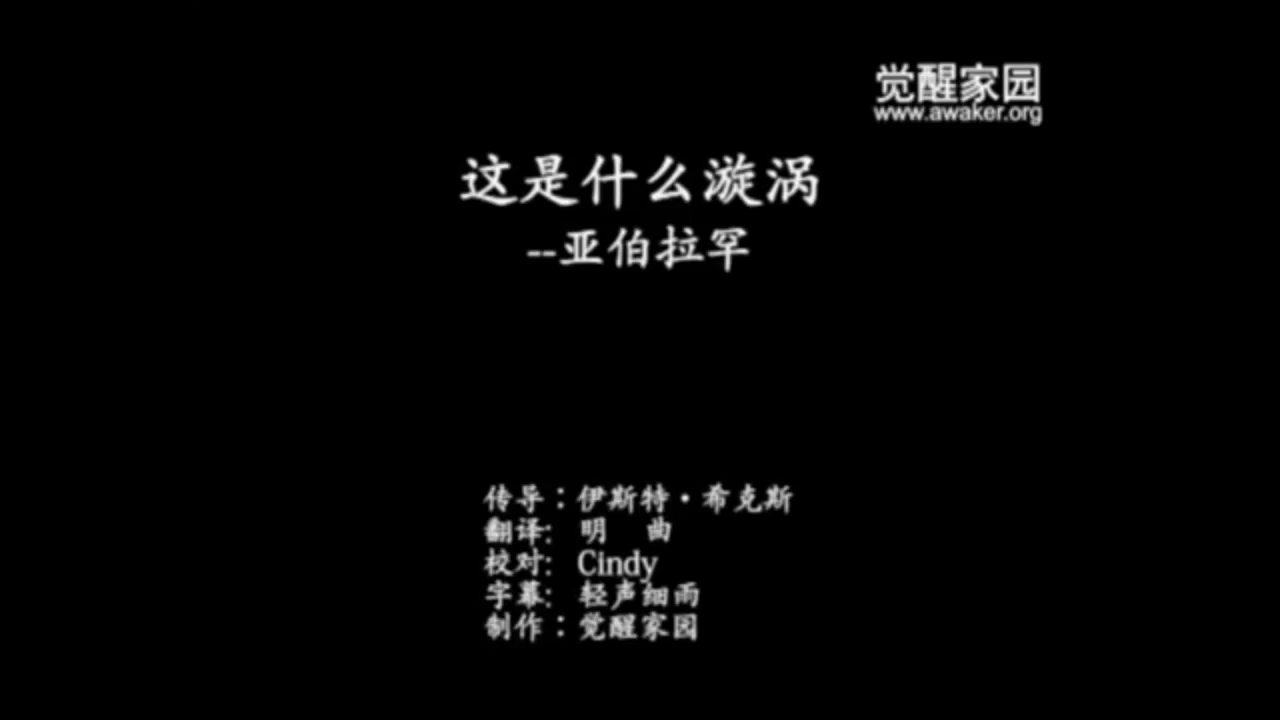 觉醒家园
www.awaker.org
这是什么漩涡
--亚伯拉罕
传导：伊斯特·希克斯
翻译: 明 曲
校对: Cindy
字幕: 轻声细雨
制作：觉醒家园